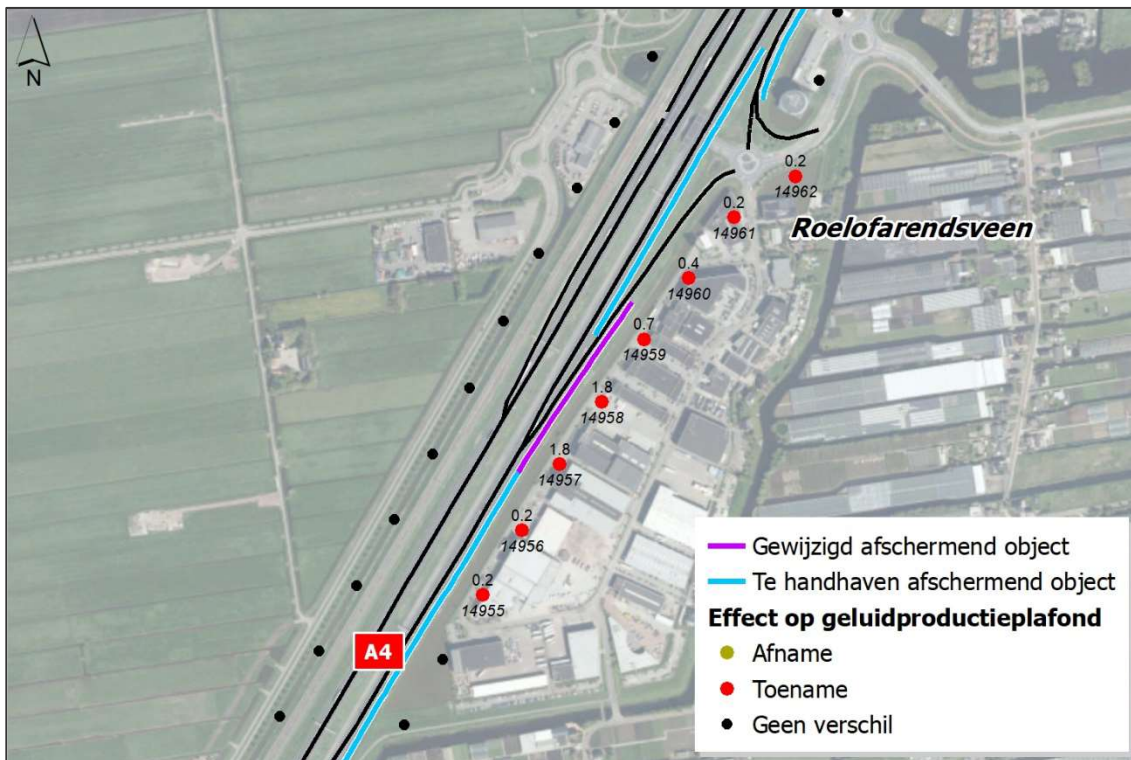 N
0.2
14962
0.2
14961
Roelofarendsveen
0.4
14960
0.7
14959
1.8
14958
1.8
14957
0.2
14956
0.2
14955
A4
Gewijzigd afschermend object
Te handhaven afschermend object
Effect op geluidproductieplafond
Afname
Toename
Geen verschil